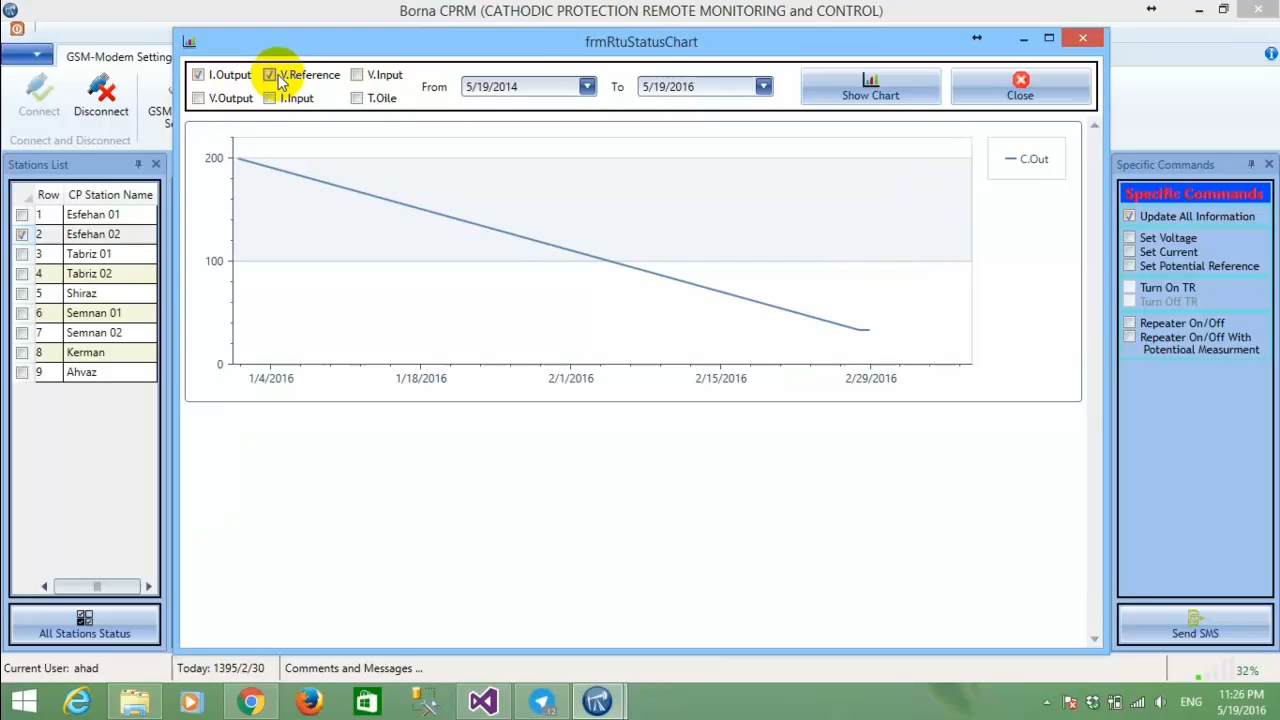 Borna CPRM (CATHODIC PROTECTION REMOTE MONITORING and CONTROL)
GSM-Modem Setting
Connect
Disconnect
GSM
Se
Connect and Disconnect
frmRtuStatusChart
I.Output
V.Reference
V.Input
V.Output
I.Input
T.Oile
From
5/19/2014
To
5/19/2016
Show Chart
Close
Stations List
Row CP Station Name
1 Esfehan 01
2 Esfehan 02
3 Tabriz 01
4 Tabriz 02
5 Shiraz
6 Semnan 01
7 Semnan 02
8 Kerman
9 Ahvaz
All Stations Status
200
100
0
1/4/2016
1/18/2016
2/1/2016
2/15/2016
2/29/2016
C.Out
Specific Commands
Specific Commands
Update All Information
Set Voltage
Set Current
Set Potential Reference
Turn On TR
Turn Off TR
Repeater On/Off
Repeater On/Off With
Potentioal Measurment
Send SMS
Current User: ahad
Today: 1395/2/30
Comments and Messages ...
32%
12
ENG
11:26 PM
5/19/2016